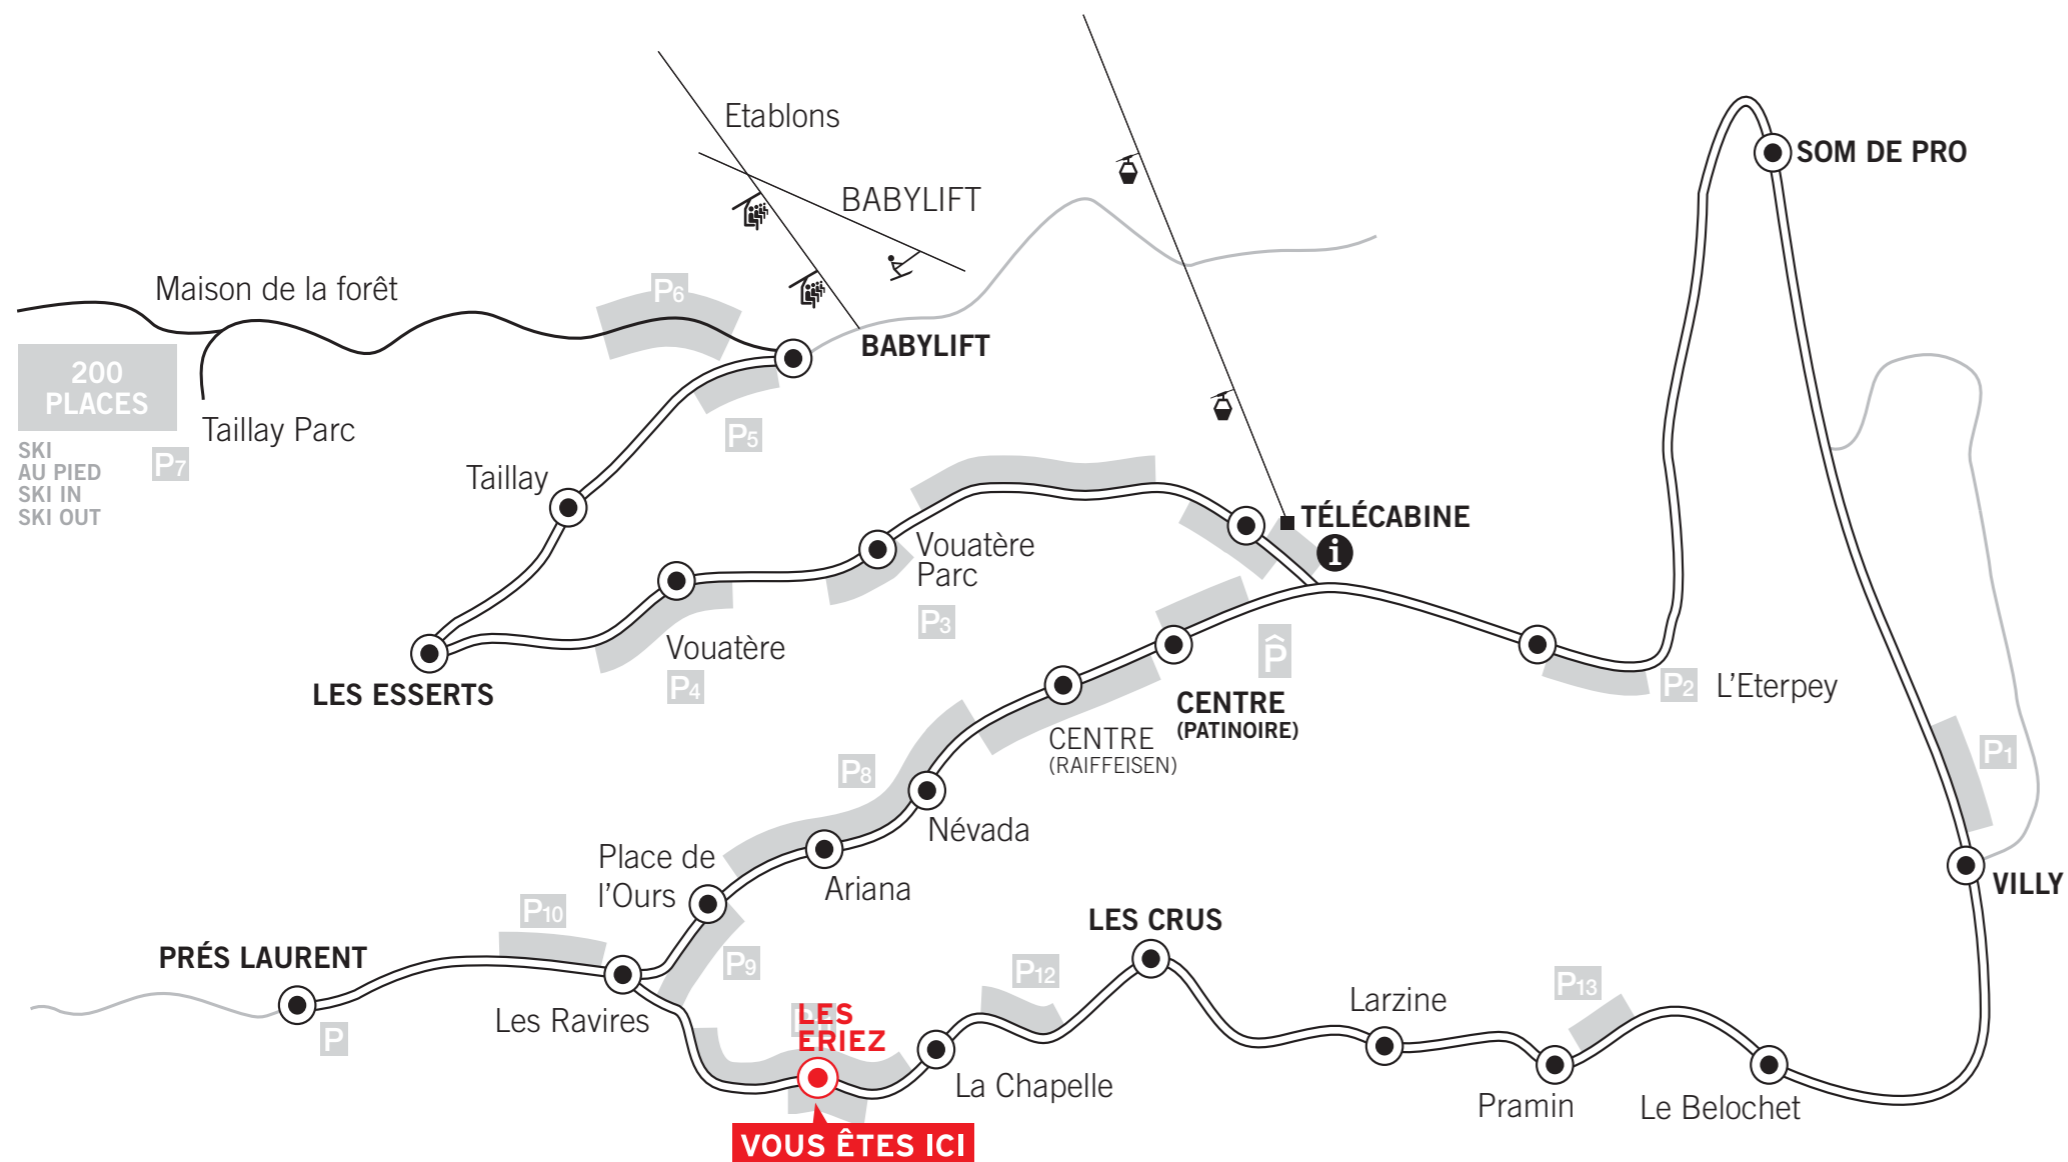 Etablons
BABYLIFT
SOM DE PRO
Maison de la forêt
P6
BABYLIFT
200
PLACES
Taillay Parc
SKI
AU PIED
SKI IN
SKI OUT
P7
P5
Taillay
TÉLÉCABINE
i
Vouatère
Parc
P3
Vouatère
P4
LES ESSERTS
P
CENTRE
(PATINOIRE)
P2 L'Eterpey
CENTRE
(RAIFFEISEN)
P1
P8
Névada
Place de
l'Ours
Ariana
VILLY
P10
LES CRUS
PRÉS LAURENT
P9
P12
P13
Les Ravires
Larzine
P
LES
ERIEZ
La Chapelle
Pramin
Le Belochet
VOUS ÊTES ICI